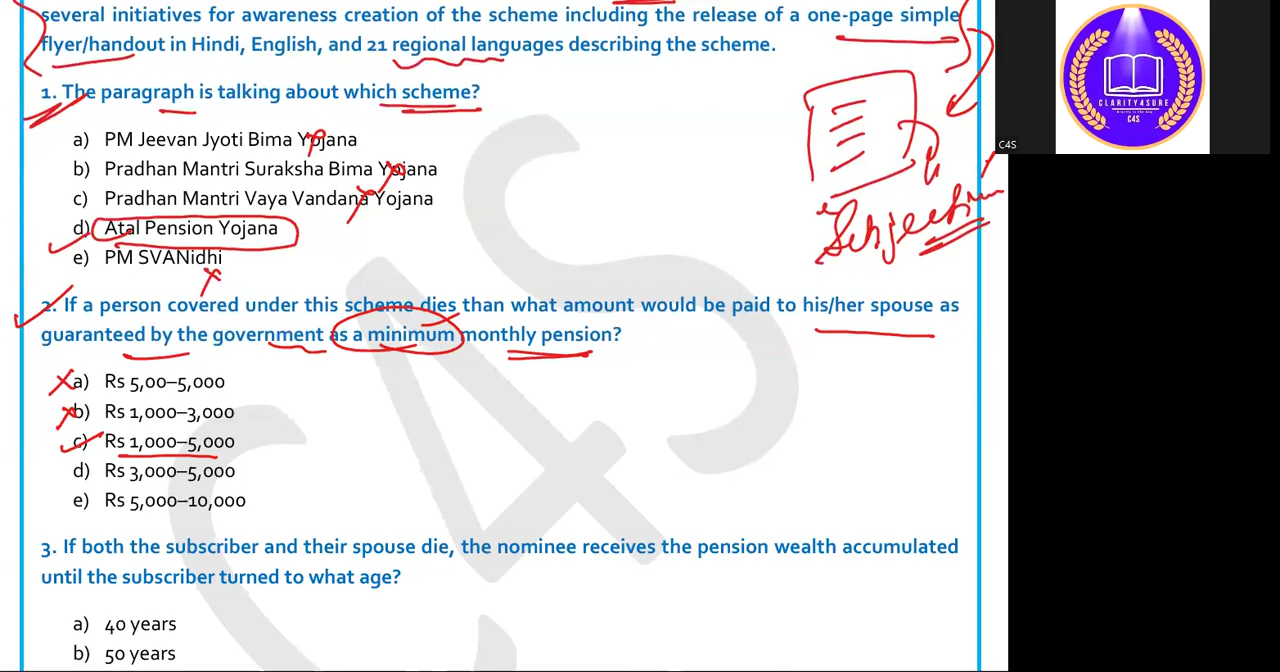 several initiatives for awareness creation of the scheme including the release of a one-page simple
flyer/handout in Hindi, English, and 21 regional languages describing the scheme.
1. The paragraph is talking about which scheme?
a) PM Jeevan Jyoti Bima Yojana
b) Pradhan Mantri Suraksha Bima Yojana
c) Pradhan Mantri Vaya Vandana Yojana
d) Atal Pension Yojana
e) PM SVANidhi
2. If a person covered under this scheme dies than what amount would be paid to his/her spouse as
guaranteed by the government as a minimum monthly pension?
a) Rs 5,00–5,000
b) Rs 1,000–3,000
c) Rs 1,000–5,000
d) Rs 3,000–5,000
e) Rs 5,000–10,000
3. If both the subscriber and their spouse die, the nominee receives the pension wealth accumulated
until the subscriber turned to what age?
a) 40 years
b) 50 years
C4S
CLARITY4SURE
C4S
C4S